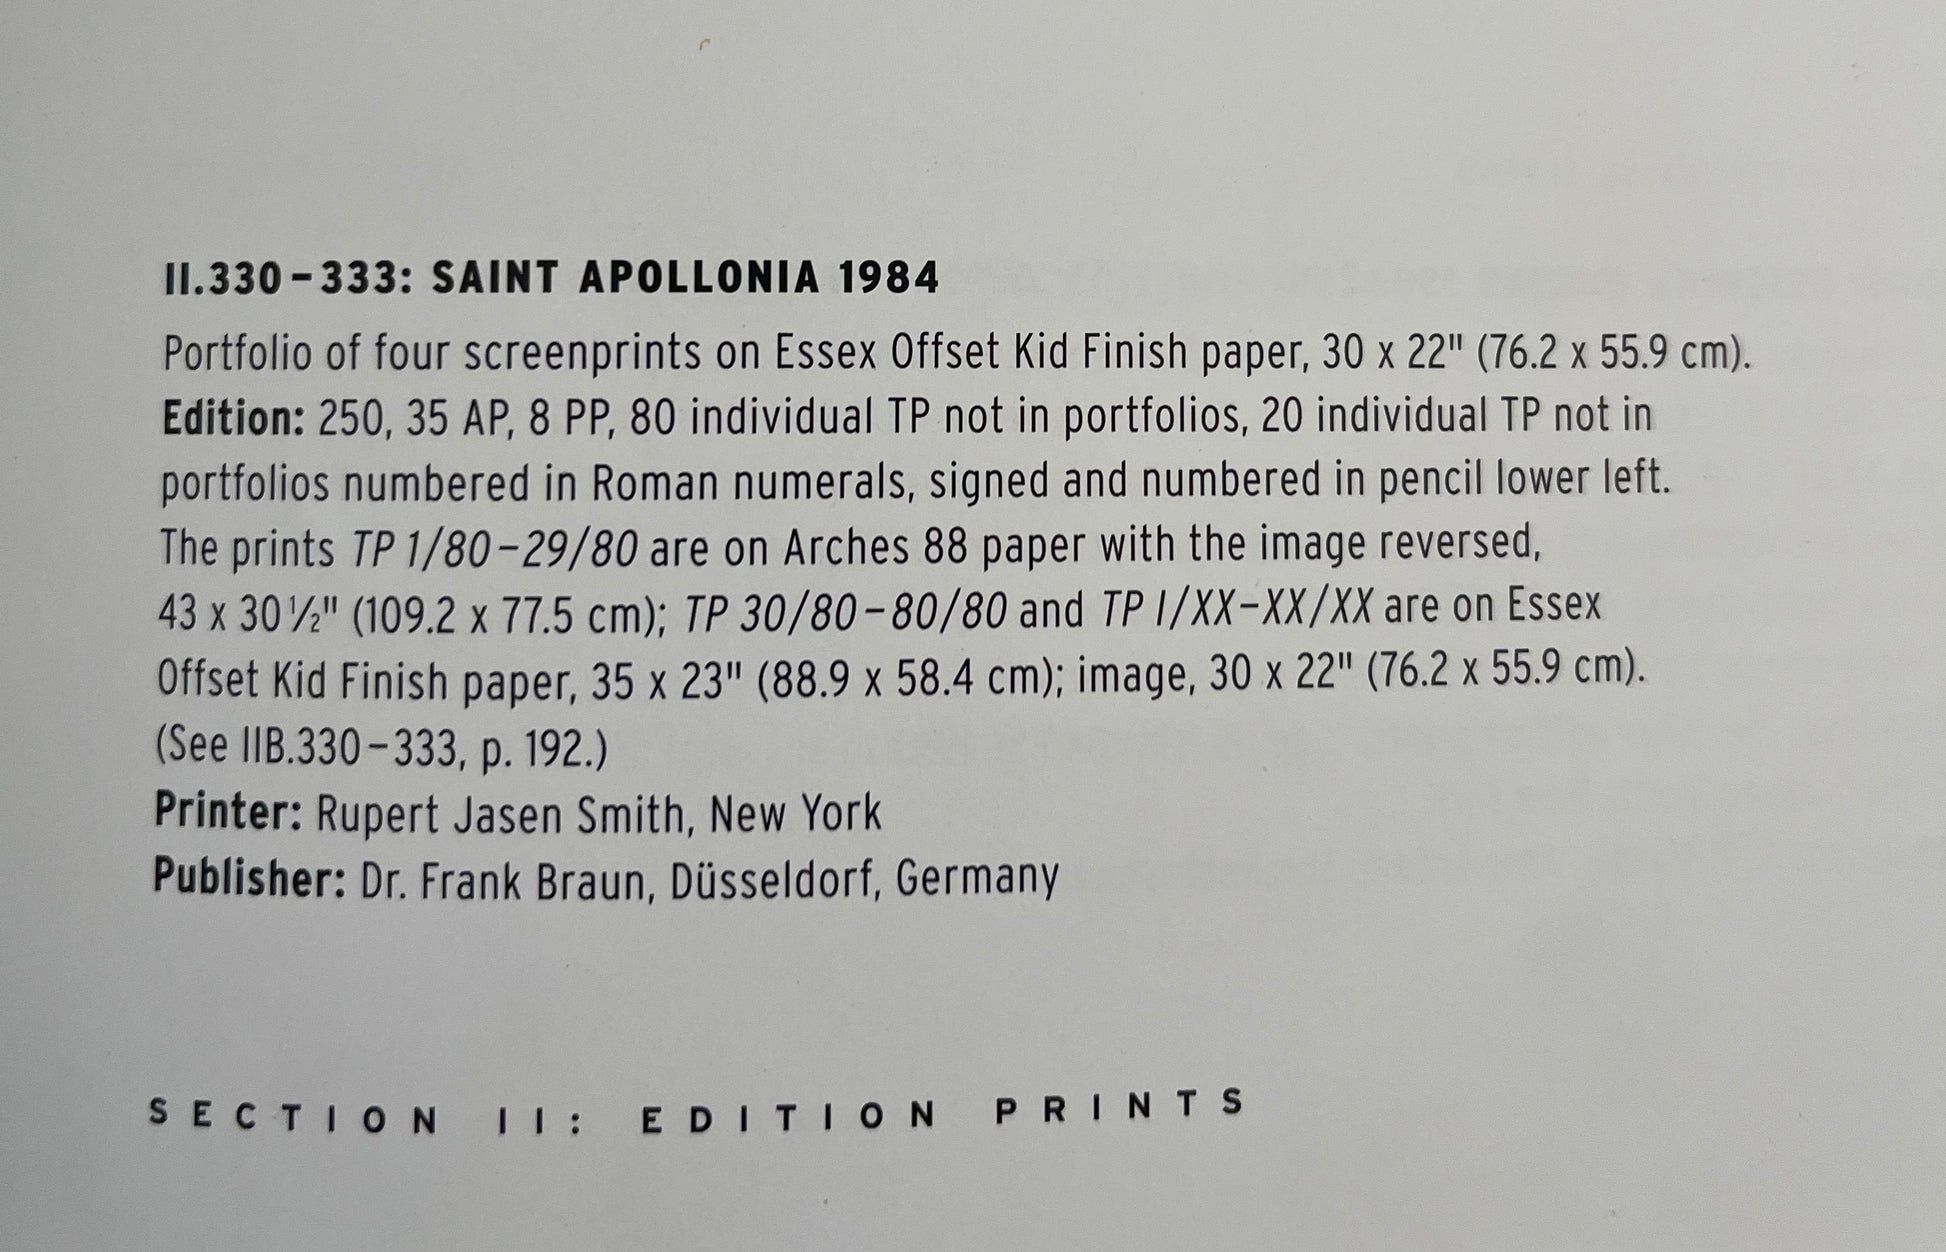 II.330–333: SAINT APOLLONIA 1984
Portfolio of four screenprints on Essex Offset Kid Finish paper, 30 x 22" (76.2 x 55.9 cm).
Edition: 250, 35 AP, 8 PP, 80 individual TP not in portfolios, 20 individual TP not in
portfolios numbered in Roman numerals, signed and numbered in pencil lower left.
The prints TP 1/80–29/80 are on Arches 88 paper with the image reversed,
43 x 30 ½" (109.2 x 77.5 cm); TP 30/80–80/80 and TP I/XX–XX/XX are on Essex
Offset Kid Finish paper, 35 x 23" (88.9 x 58.4 cm); image, 30 x 22" (76.2 x 55.9 cm).
(See IIB.330–333, p. 192.)
Printer: Rupert Jasen Smith, New York
Publisher: Dr. Frank Braun, Düsseldorf, Germany
SECTION II: EDITION PRINTS